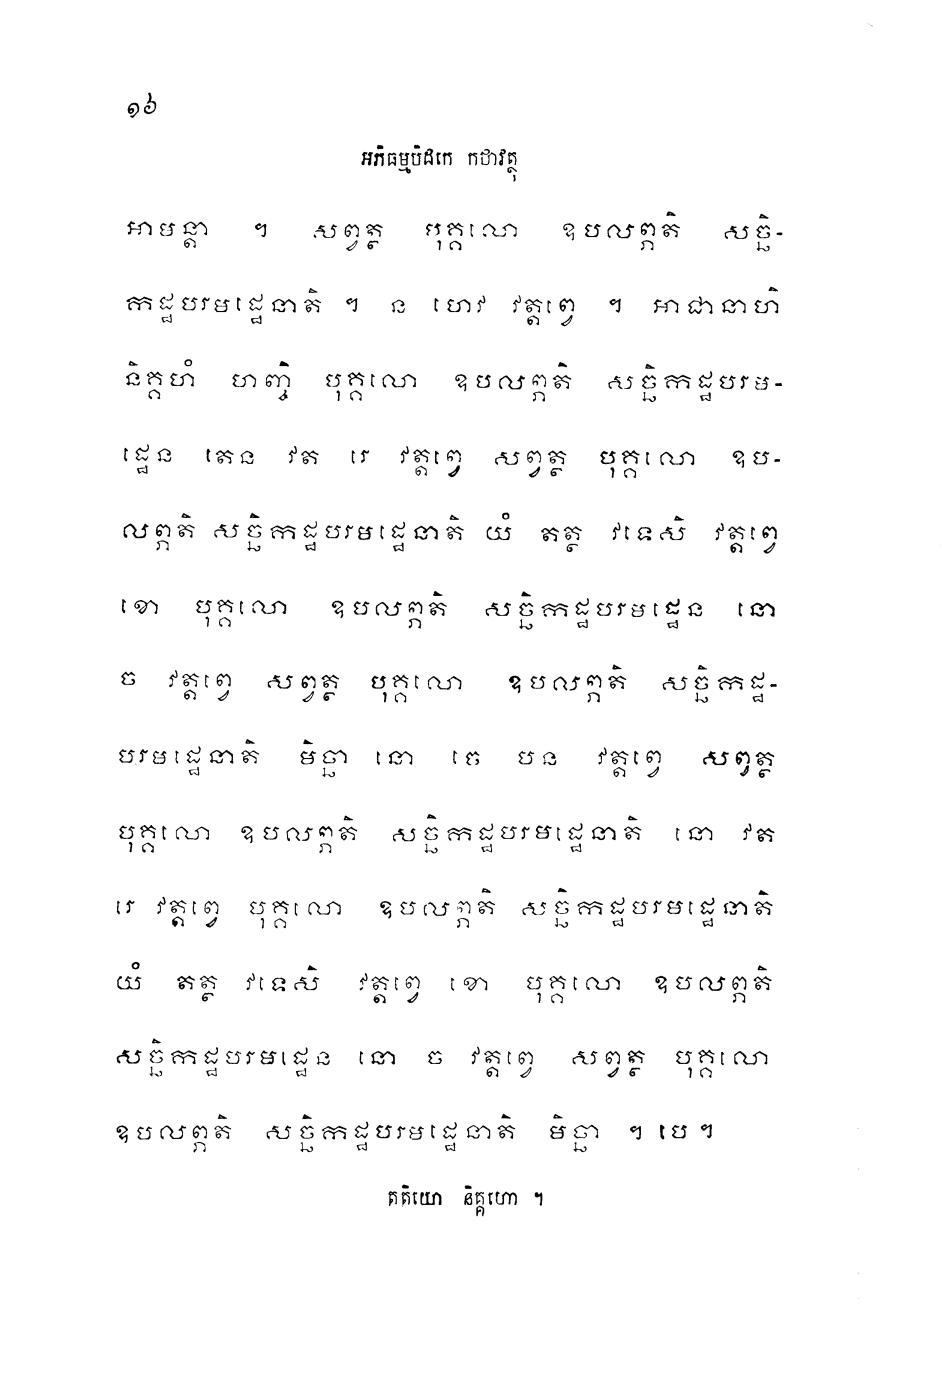 ១៦
អភិធម្មបិដកេ កថាវត្ថុ
អាមន្តា ។ សព្វត្ថ បុគ្គលោ ឧបលព្ភតិ សច្ឆិ-
កដ្ឋបរមដ្ឋេនាតិ ។ ន ហេវ វត្តព្វេ ។ អាជានាហិ
និគ្គហំ ហញ្ចិ បុគ្គលោ ឧបលព្ភតិ សច្ឆិកដ្ឋបរម-
ដ្ឋេន តេន វត រេ វត្តព្វេ សព្វត្ថ បុគ្គលោ ឧប-
លព្ភតិ សច្ឆិកដ្ឋបរមដ្ឋេនាតិ យំ តត្ថ វទេសិ វត្តព្វេ
ខោ បុគ្គលោ ឧបលព្ភតិ សច្ឆិកដ្ឋបរមដ្ឋេន នោ
ច វត្តព្វេ សព្វត្ថ បុគ្គលោ ឧបលព្ភតិ សច្ឆិកដ្ឋ-
បរមដ្ឋេនាតិ មិច្ឆា នោ ចេ បន វត្តព្វេ សព្វត្ថ
បុគ្គលោ ឧបលព្ភតិ សច្ឆិកដ្ឋបរមដ្ឋេនាតិ នោ វត
រេ វត្តព្វេ បុគ្គលោ ឧបលព្ភតិ សច្ឆិកដ្ឋបរមដ្ឋេនាតិ
យំ តត្ថ វទេសិ វត្តព្វេ ខោ បុគ្គលោ ឧបលព្ភតិ
សច្ឆិកដ្ឋបរមដ្ឋេន នោ ច វត្តព្វេ សព្វត្ថ បុគ្គលោ
ឧបលព្ភតិ សច្ឆិកដ្ឋបរមដ្ឋេនាតិ មិច្ឆា ។ បេ ។
តតិយោ និគ្គហោ ។